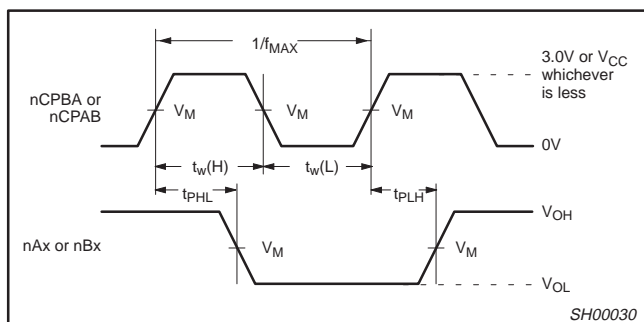 1/fMAX
3.0V or VCC
whichever
is less
nCPBA or
nCPAB
VM
VM
VM
0V
tw(H)
tw(L)
tPHL
tPLH
VOH
nAx or nBx
VM
VM
VOL
SH00030